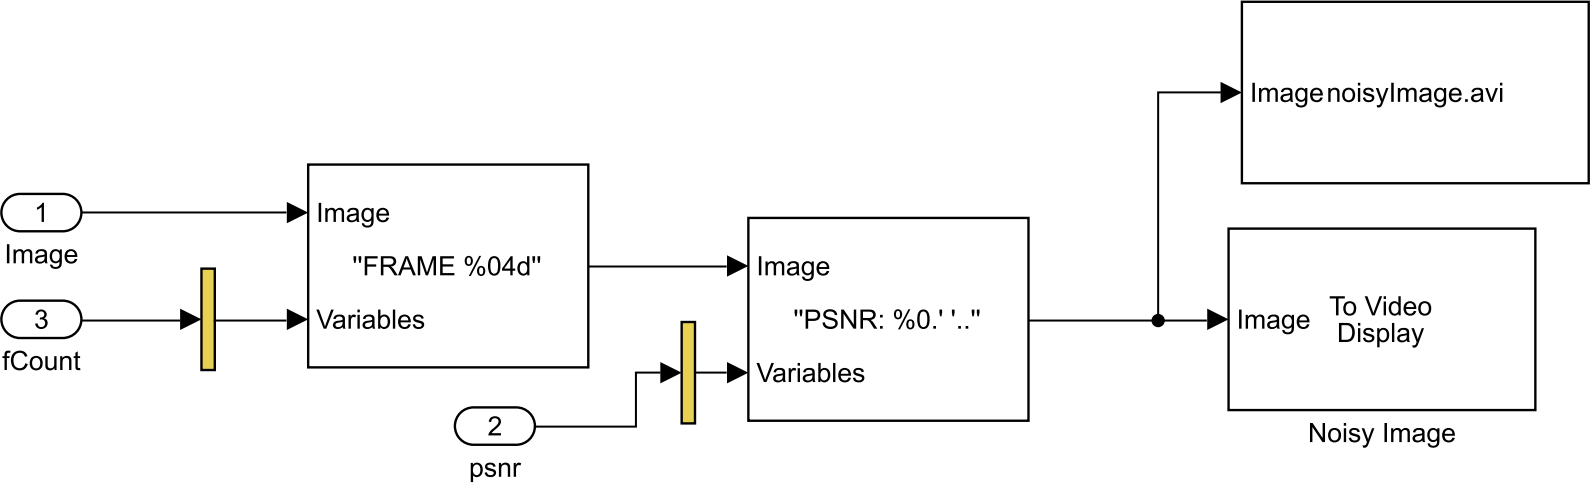 Image noisyImage.avi
1
Image
Image
"FRAME %04d"
Variables
3
fCount
Image
"PSNR: %0.' '.."
Variables
2
psnr
Image
To Video
Display
Noisy Image